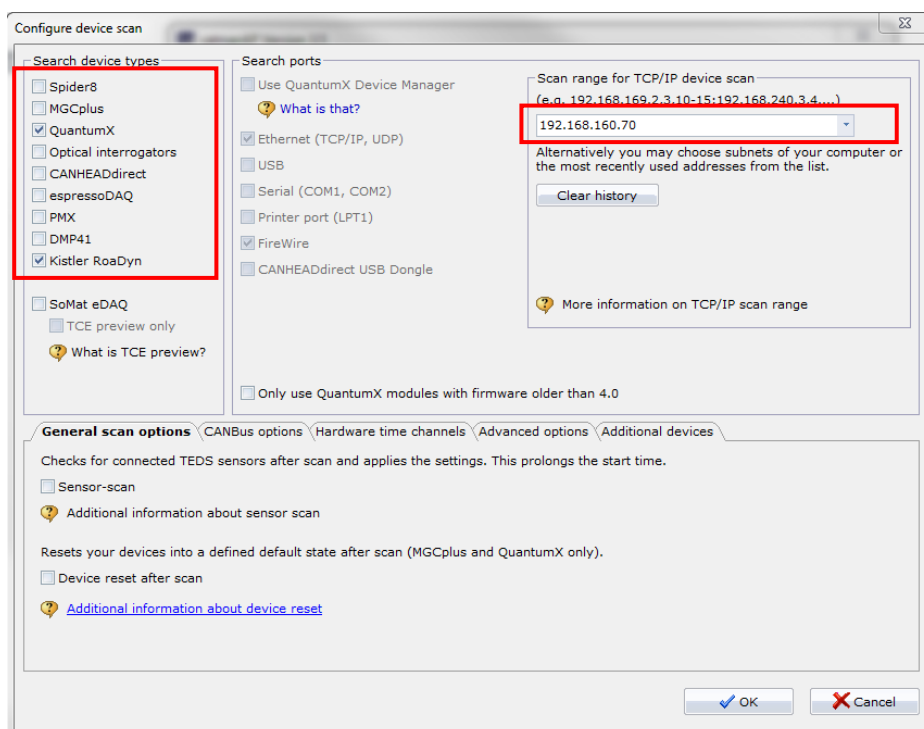 Configure device scan
Search device types
Spider8
MGCplus
QuantumX
Optical interrogators
CANHEADdirect
espressoDAQ
PMX
DMP41
Kistler RoaDyn
SoMat eDAQ
TCE preview only
What is TCE preview?
Search ports
Use QuantumX Device Manager
What is that?
Ethernet (TCP/IP, UDP)
USB
Serial (COM1, COM2)
Printer port (LPT1)
FireWire
CANHEADdirect USB Dongle
Only use QuantumX modules with firmware older than 4.0
Scan range for TCP/IP device scan
(e.g. 192.168.169.2,3,10-15;192.168.240.3,4,...)
192.168.160.70
Alternatively you may choose subnets of your computer or
the most recently used addresses from the list.
Clear history
More information on TCP/IP scan range
General scan options
CANBus options
Hardware time channels
Advanced options
Additional devices
Checks for connected TEDS sensors after scan and applies the settings. This prolongs the start time.
Sensor-scan
Additional information about sensor scan
Resets your devices into a defined default state after scan (MGCplus and QuantumX only).
Device reset after scan
Additional information about device reset
OK
Cancel